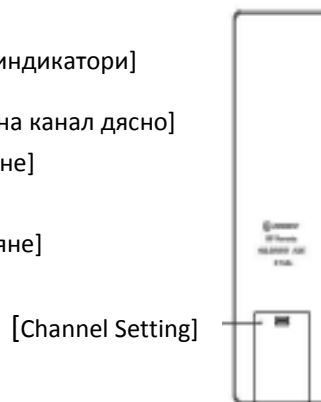 индикатори]
на канал дясно]
не]
яне]
[Channel Setting]